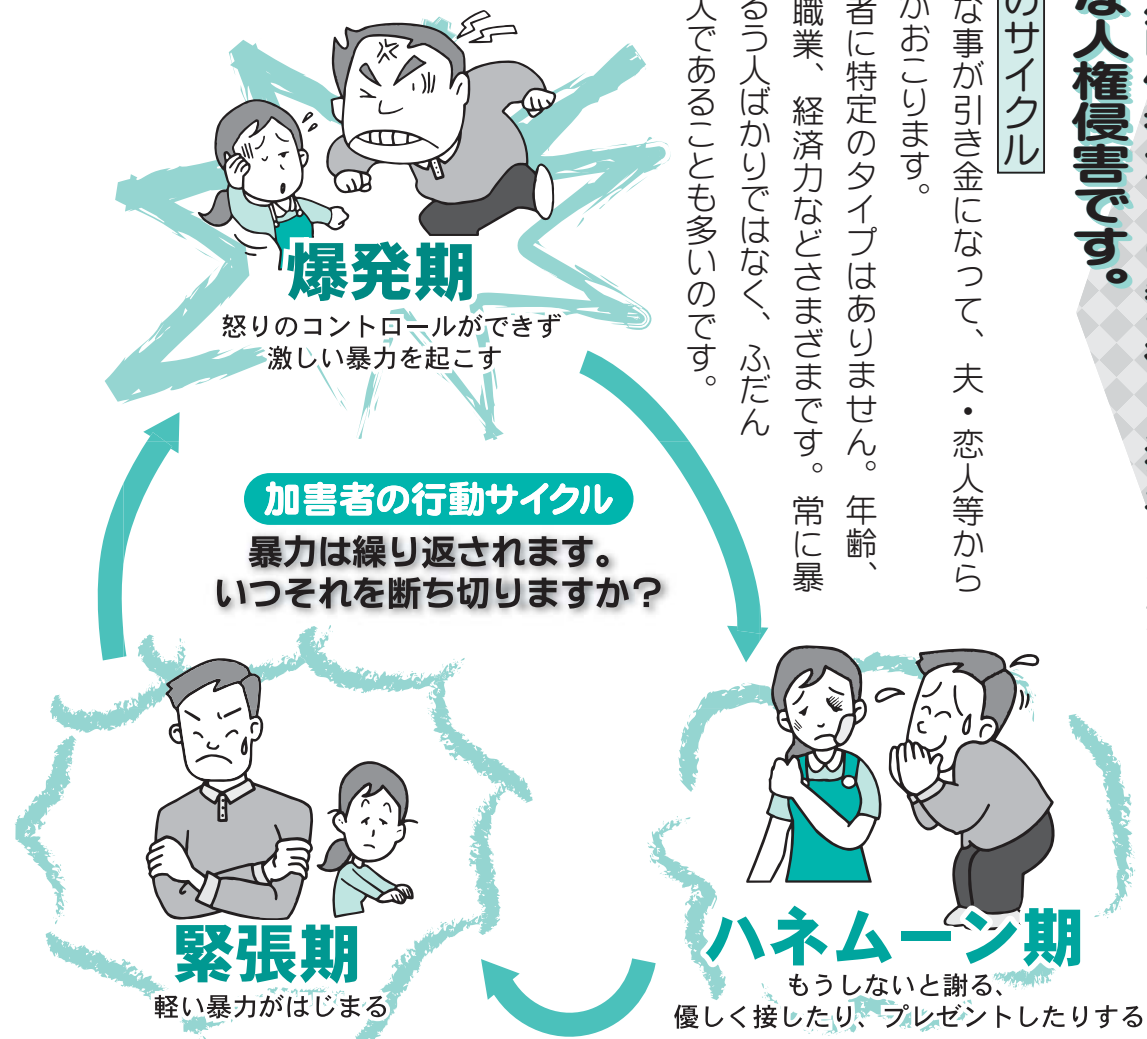 な人権侵害です。
のサイクル
な事が引き金になって、夫・恋人等から
がおこります。
者に特定のタイプはありません。年齢、
職業、経済力などさまざまです。常に暴
るう人ばかりではなく、ふだん
人であることも多いのです。
爆発期
怒りのコントロールができず
激しい暴力を起こす
加害者の行動サイクル
暴力は繰り返されます。
いつそれを断ち切りますか?
ハネムーン期
もうしないと謝る、
優しく接したり、プレゼントしたりする
緊張期
軽い暴力がはじまる